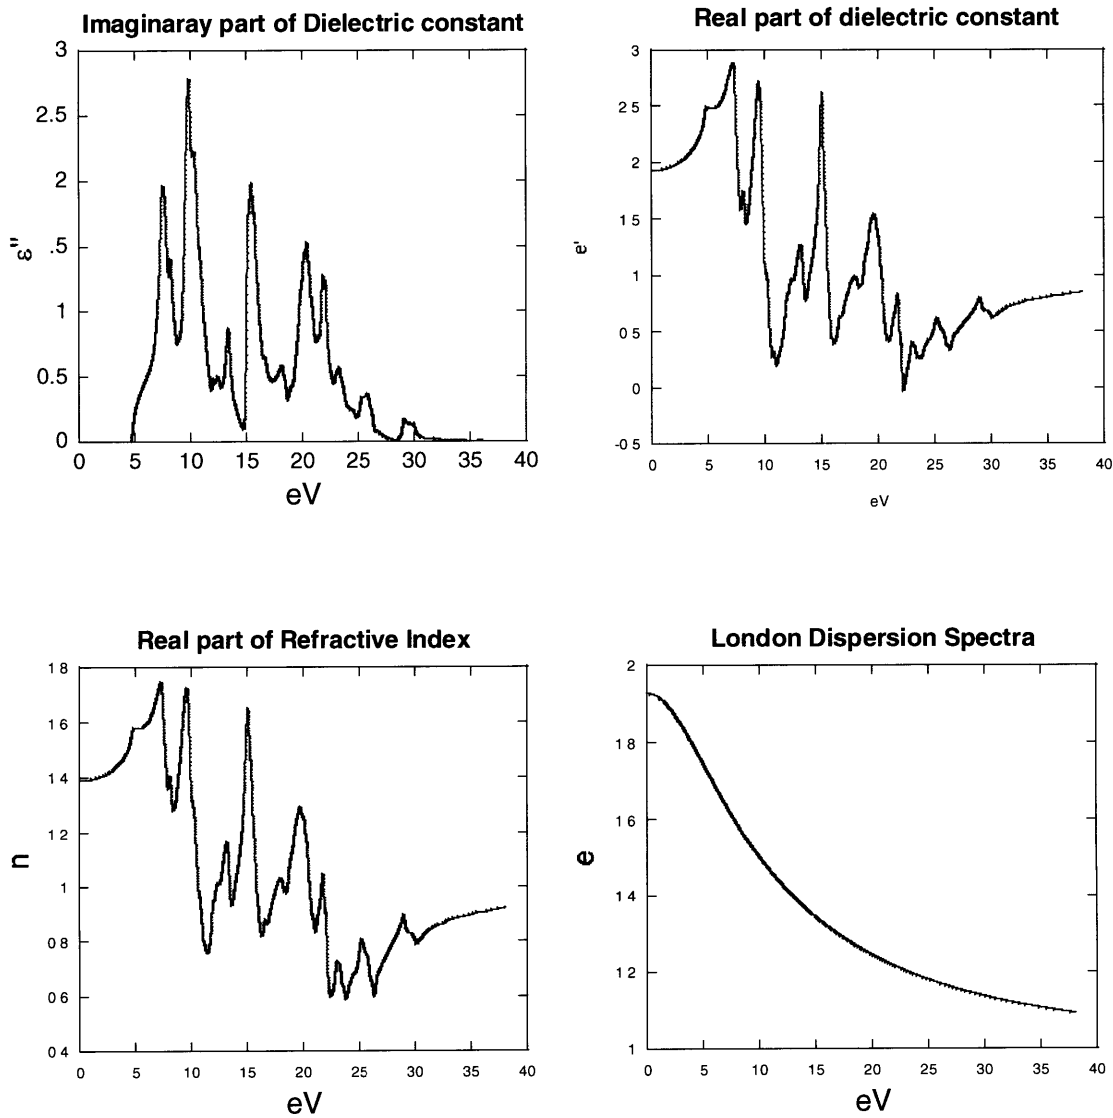 Imaginaray part of Dielectric constant
3
2.5
2
.5
1
0.5
0
ε"
0 5 10 15 20 25 30 35 40
eV
Real part of dielectric constant
3
2 5
2
1 5
1
0 5
0
-0 5
e'
0 5 10 15 20 25 30 35 40
eV
Real part of Refractive Index
1 8
1 6
1 4
1 2
1
0 8
0 6
0 4
n
0 5 10 15 20 25 30 35 40
eV
London Dispersion Spectra
2
1 8
1 6
1 4
1 2
1
e
0 5 10 15 20 25 30 35 40
eV